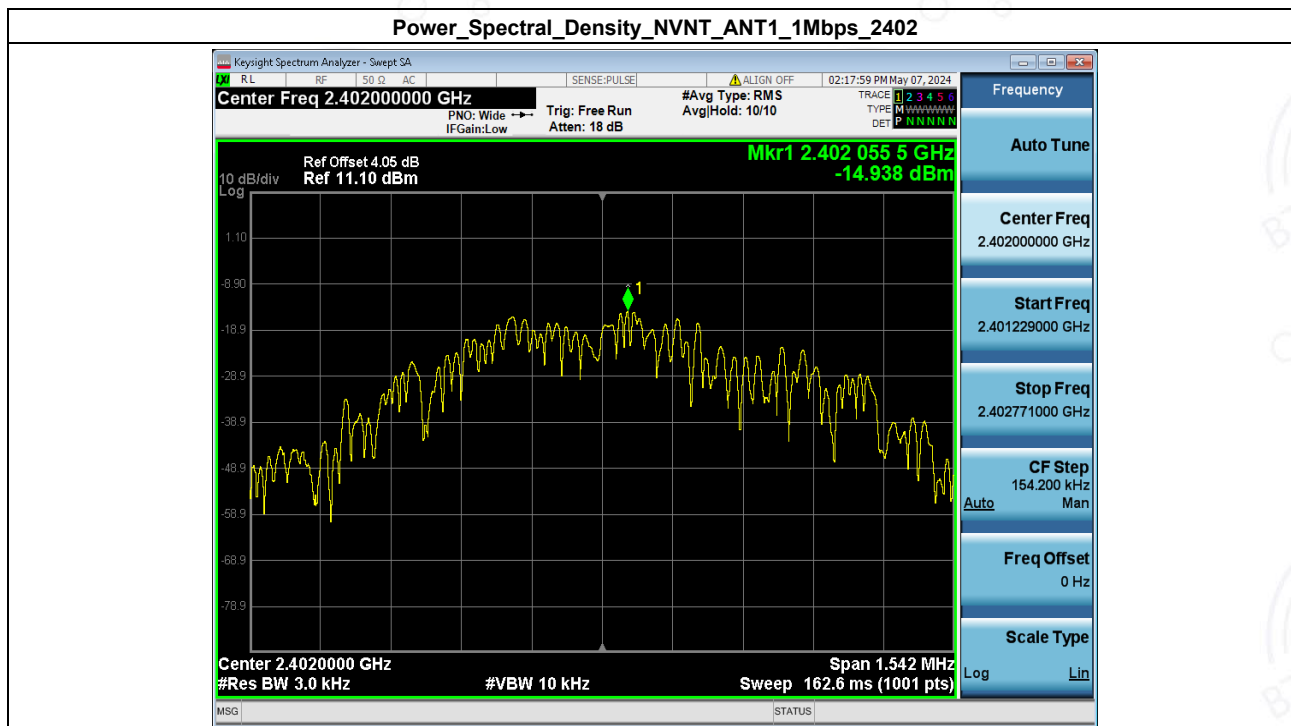 Power_Spectral_Density_NVNT_ANT1_1Mbps_2402
Keysight Spectrum Analyzer - Swept SA
LXI RL RF 50 Ω AC SENSE:PULSE ALIGN OFF 02:17:59 PM May 07, 2024
Center Freq 2.402000000 GHz
PNO: Wide
IFGain:Low
Trig: Free Run
Atten: 18 dB
#Avg Type: RMS
Avg|Hold: 10/10
TRACE 1 2 3 4 5 6
TYPE M WWWWW
DET P NNNNN
Mkr1 2.402 055 5 GHz
-14.938 dBm
Ref Offset 4.05 dB
10 dB/div Ref 11.10 dBm
Log
1.10
-8.90
1
-18.9
-28.9
-38.9
-48.9
-58.9
-68.9
-78.9
Center 2.4020000 GHz Span 1.542 MHz
#Res BW 3.0 kHz #VBW 10 kHz Sweep 162.6 ms (1001 pts)
MSG STATUS
Frequency
Auto Tune
Center Freq
2.402000000 GHz
Start Freq
2.401229000 GHz
Stop Freq
2.402771000 GHz
CF Step
154.200 kHz
Auto Man
Freq Offset
0 Hz
Scale Type
Log Lin